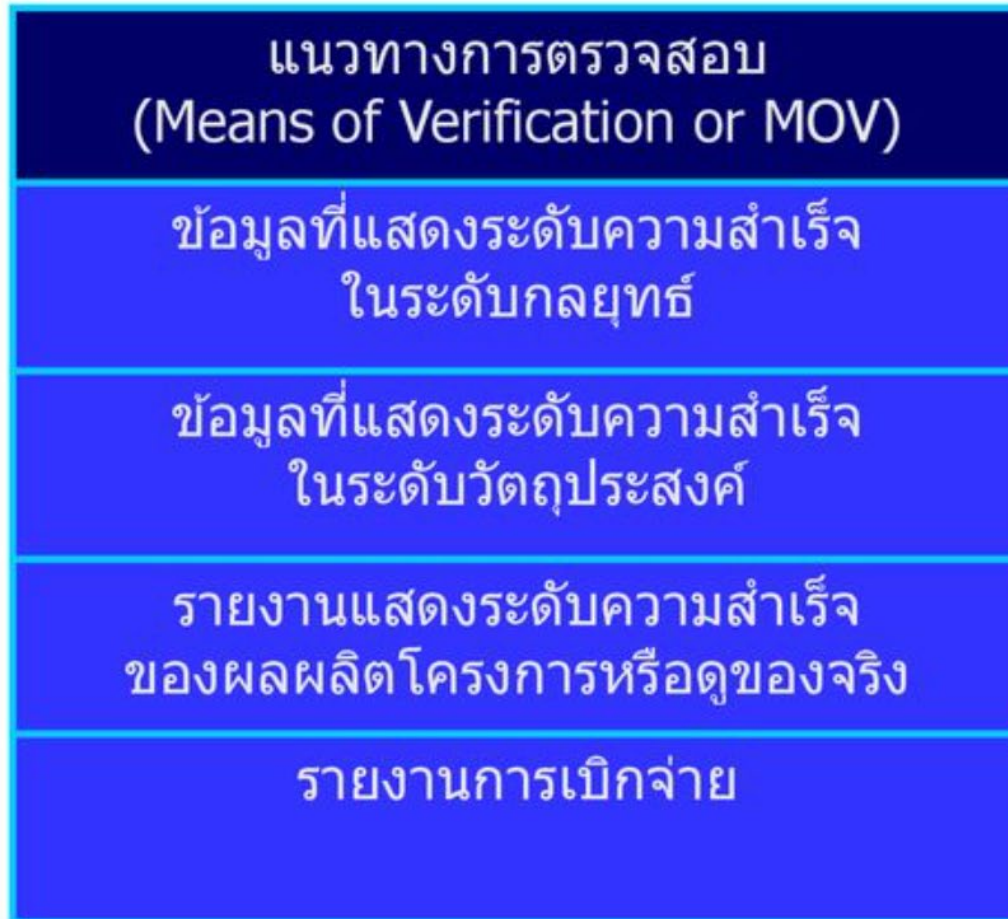 แนวทางการตรวจสอบ
(Means of Verification or MOV)
ข้อมูลที่แสดงระดับความสำเร็จ
ในระดับกลยุทธ์
ข้อมูลที่แสดงระดับความสำเร็จ
ในระดับวัตถุประสงค์
รายงานแสดงระดับความสำเร็จ
ของผลผลิตโครงการหรือดูของจริง
รายงานการเบิกจ่าย